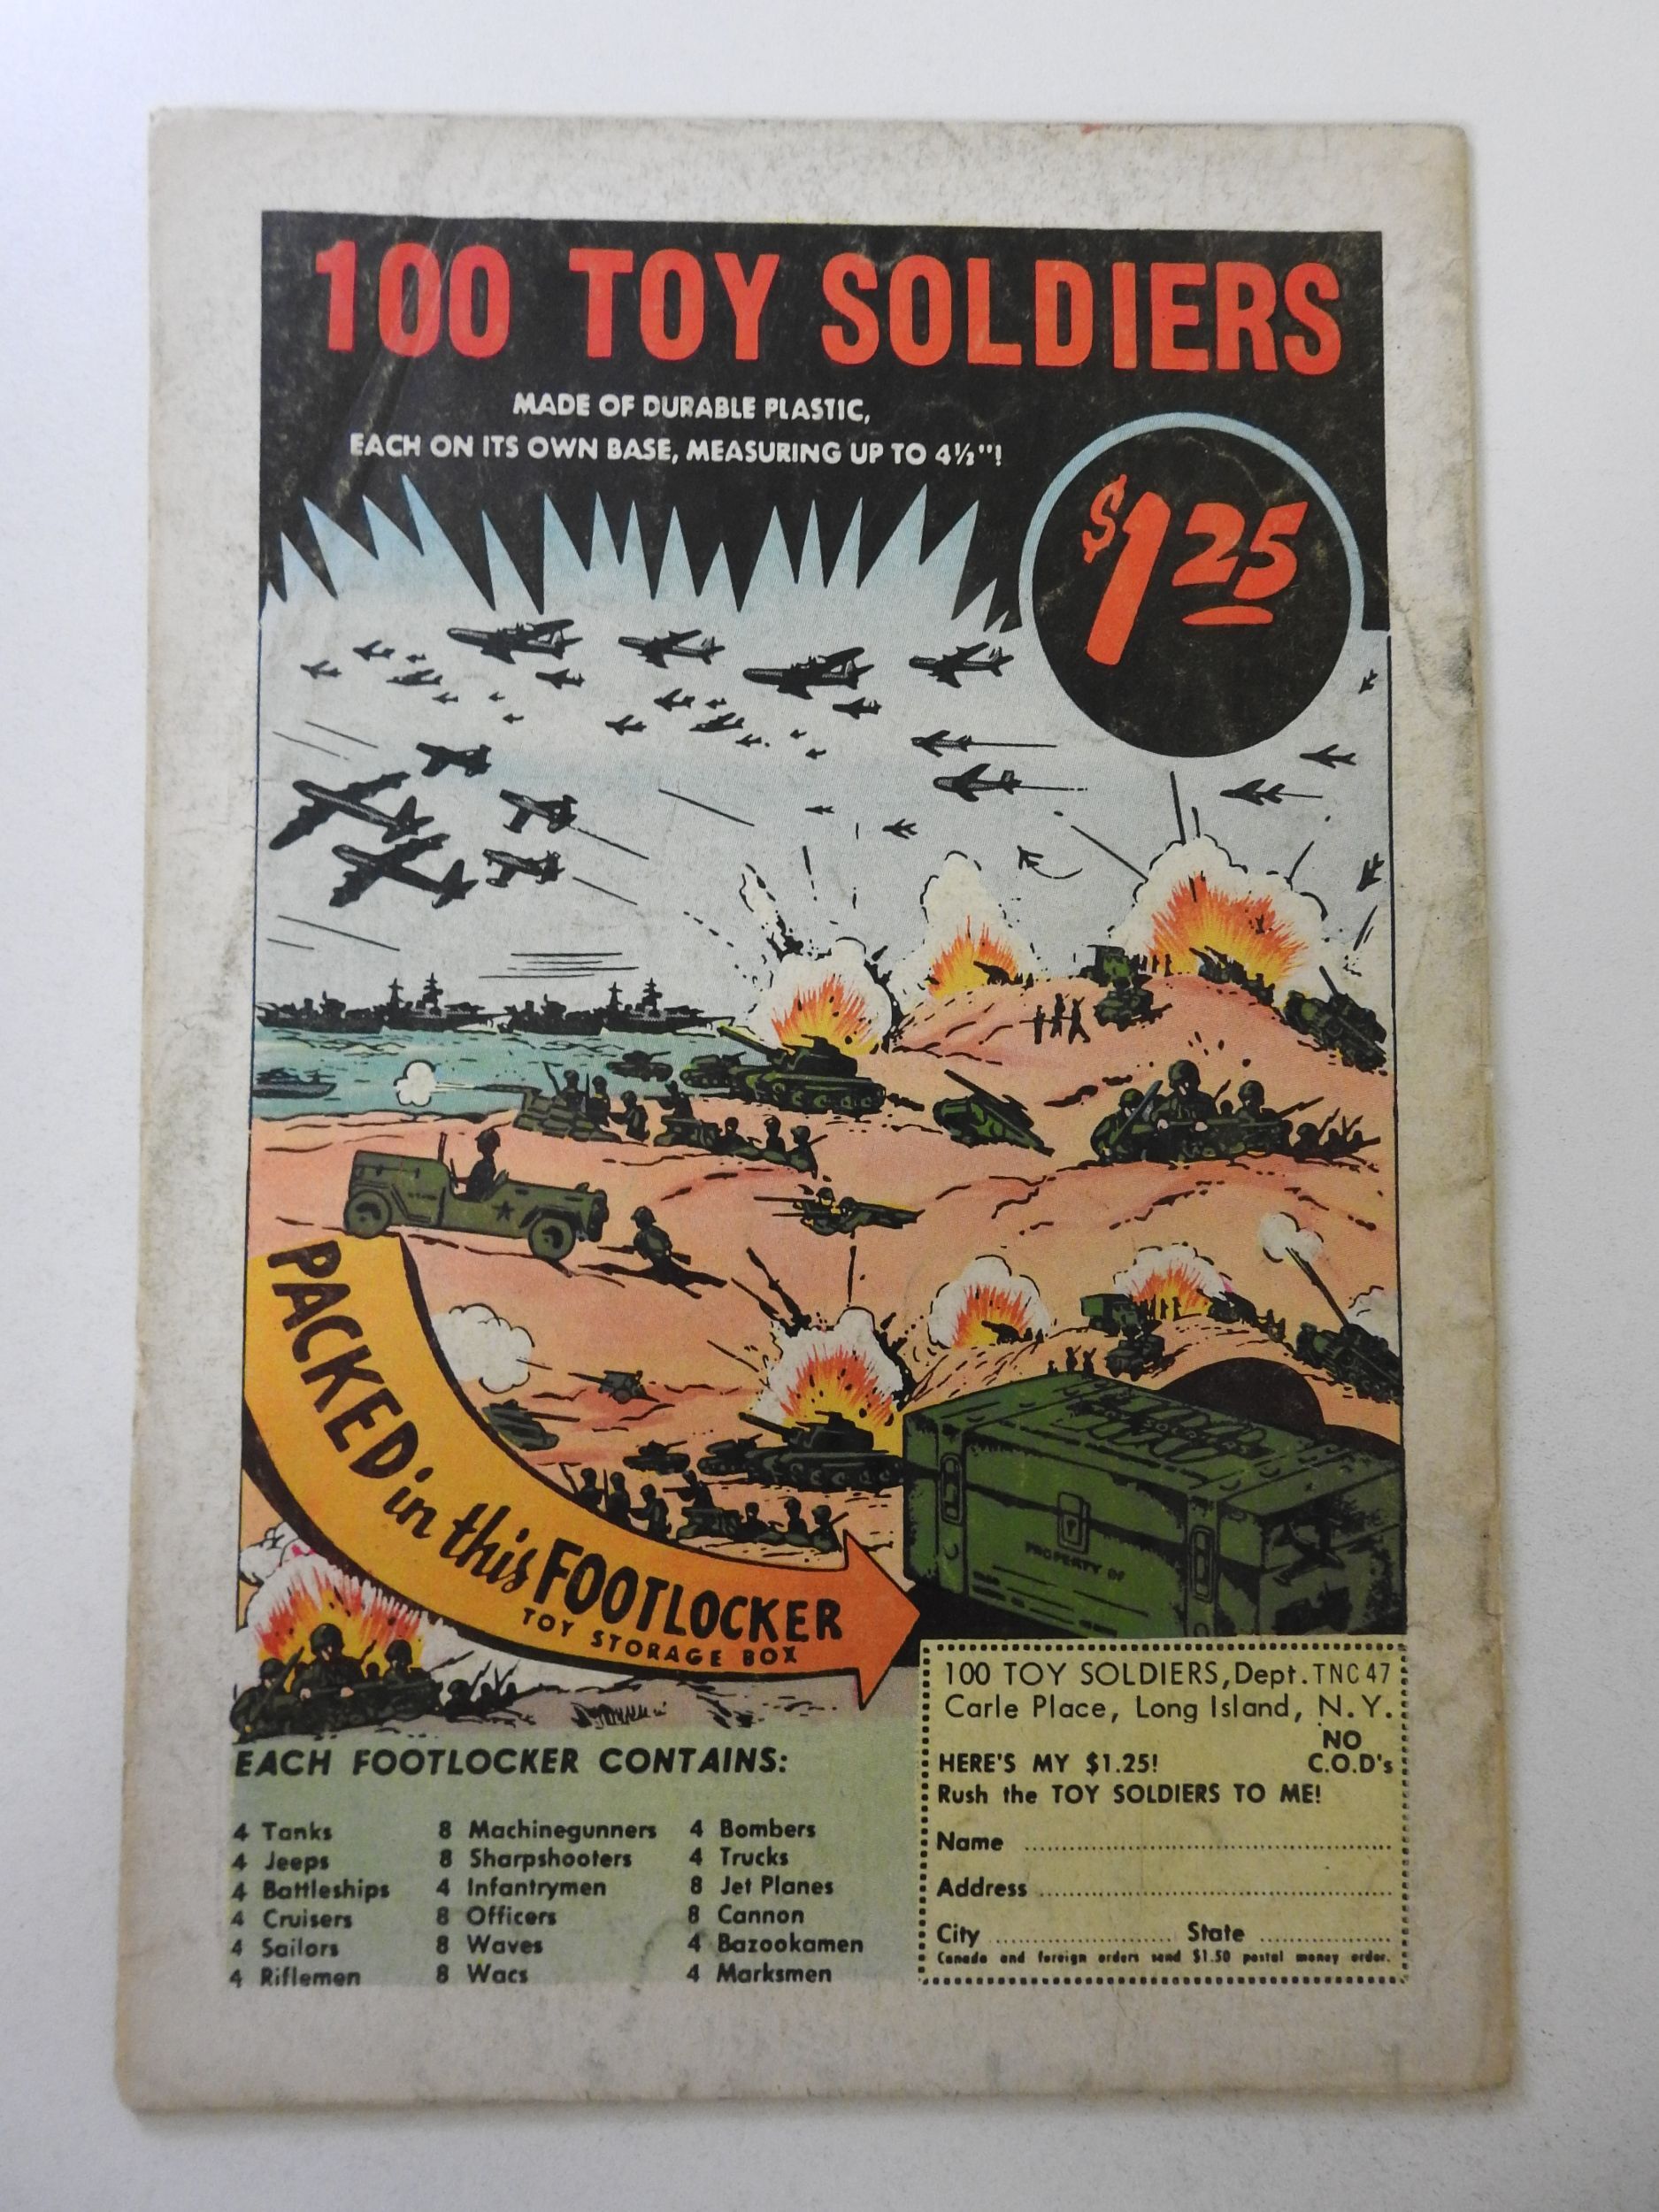 100 TOY SOLDIERS
MADE OF DURABLE PLASTIC,
EACH ON ITS OWN BASE, MEASURING UP TO 4½"!
$1 25
PACKED in this FOOTLOCKER
TOY STORAGE BOX
PROPERTY OF
100 TOY SOLDIERS, Dept. TNC 47
Carle Place, Long Island, N.Y.
NO
HERE'S MY $1.25! C.O.D's
Rush the TOY SOLDIERS TO ME!
Name
Address
City State
Canada and foreign orders send $1.50 postal money order.
EACH FOOTLOCKER CONTAINS:
4 Tanks
4 Jeeps
4 Battleships
4 Cruisers
4 Sailors
4 Riflemen
8 Machinegunners
8 Sharpshooters
4 Infantrymen
8 Officers
8 Waves
8 Wacs
4 Bombers
4 Trucks
8 Jet Planes
8 Cannon
4 Bazookamen
4 Marksmen